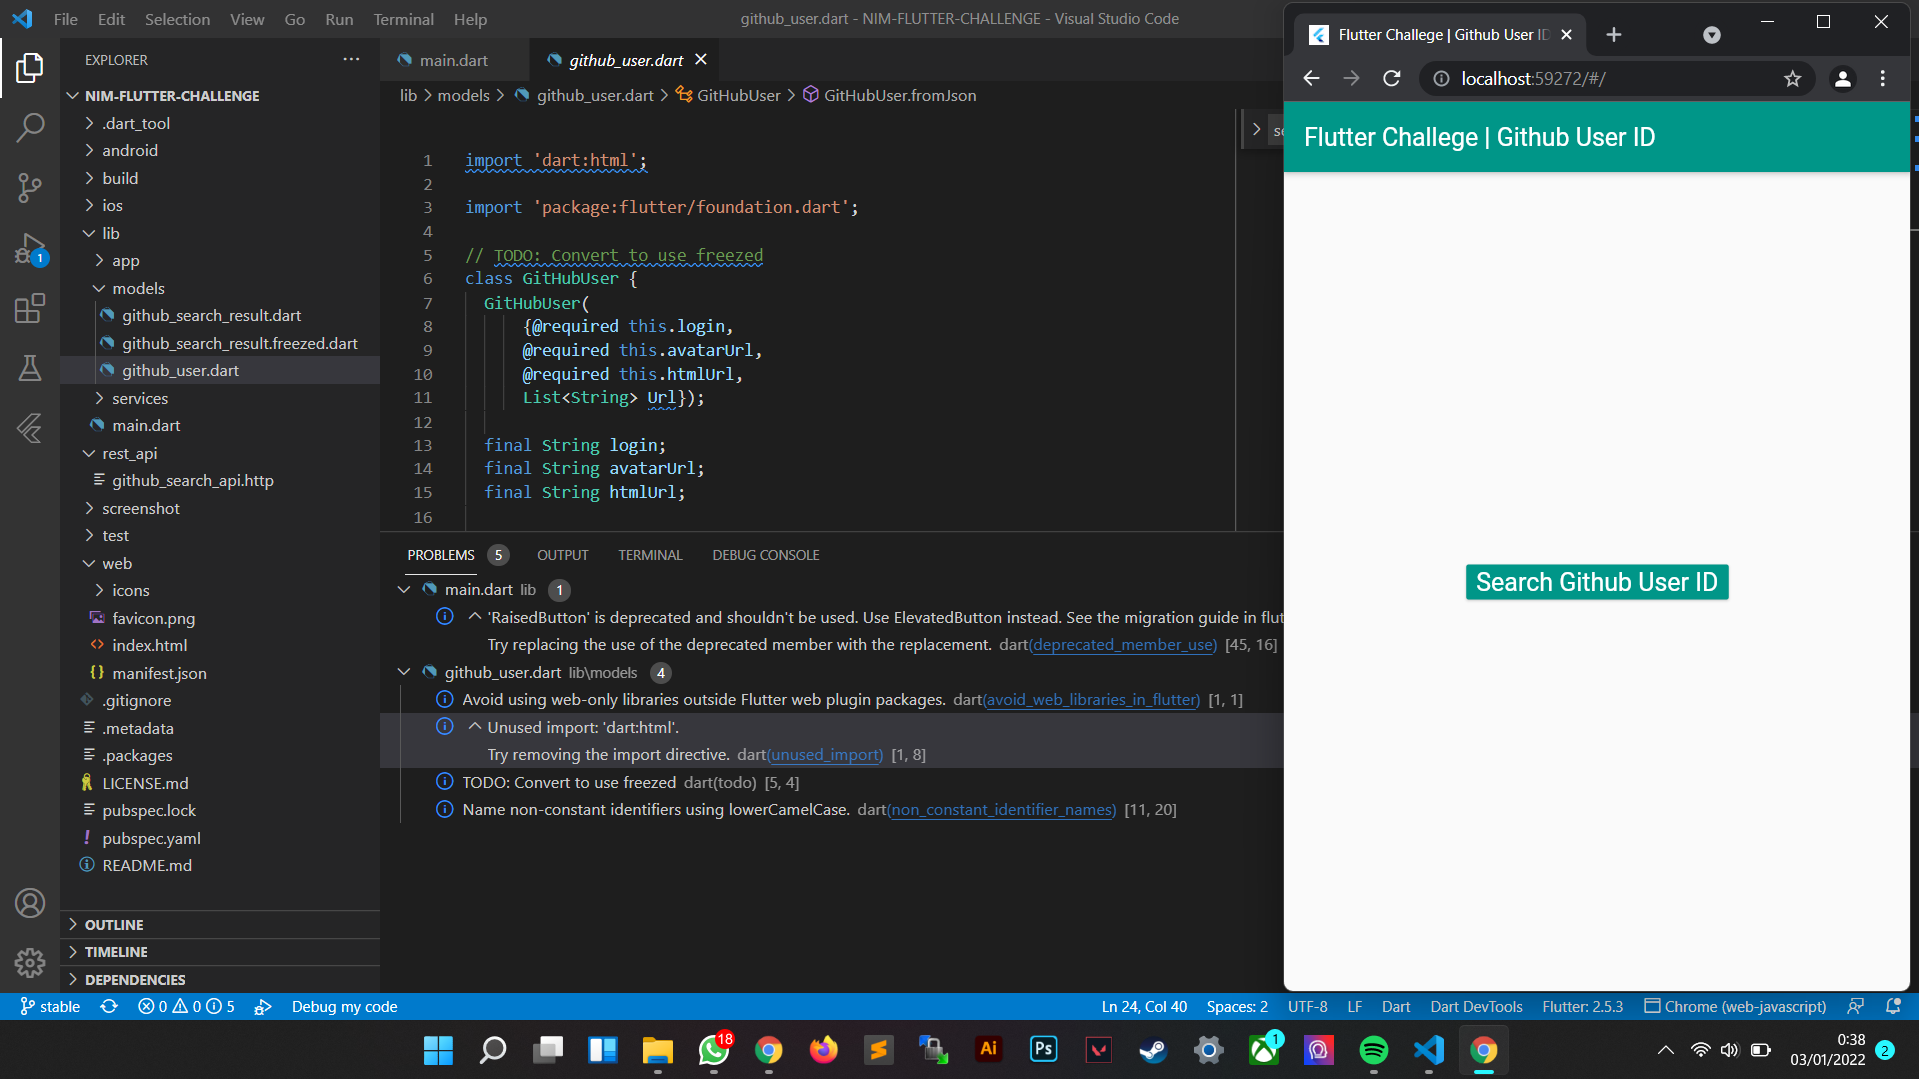 File Edit Selection View Go Run Terminal Help
github_user.dart - NIM-FLUTTER-CHALLENGE - Visual Studio Code
EXPLORER
NIM-FLUTTER-CHALLENGE
.dart_tool
android
build
ios
lib
app
models
github_search_result.dart
github_search_result.freezed.dart
github_user.dart
services
main.dart
rest_api
github_search_api.http
screenshot
test
web
icons
favicon.png
index.html
manifest.json
.gitignore
.metadata
.packages
LICENSE.md
pubspec.lock
pubspec.yaml
README.md
OUTLINE
TIMELINE
DEPENDENCIES
1
main.dart github_user.dart
lib > models > github_user.dart > GitHubUser > GitHubUser.fromJson
1 import 'dart:html';
2
3 import 'package:flutter/foundation.dart';
4
5 // TODO: Convert to use freezed
6 class GitHubUser {
7 GitHubUser(
8 {@required this.login,
9 @required this.avatarUrl,
10 @required this.htmlUrl,
11 List<String> Url});
12
13 final String login;
14 final String avatarUrl;
15 final String htmlUrl;
16
PROBLEMS 5 OUTPUT TERMINAL DEBUG CONSOLE
main.dart lib 1
'RaisedButton' is deprecated and shouldn't be used. Use ElevatedButton instead. See the migration guide in flut
Try replacing the use of the deprecated member with the replacement. dart(deprecated_member_use) [45, 16]
github_user.dart lib\models 4
Avoid using web-only libraries outside Flutter web plugin packages. dart(avoid_web_libraries_in_flutter) [1, 1]
Unused import: 'dart:html'.
Try removing the import directive. dart(unused_import) [1, 8]
TODO: Convert to use freezed dart(todo) [5, 4]
Name non-constant identifiers using lowerCamelCase. dart(non_constant_identifier_names) [11, 20]
Flutter Challege | Github User ID
localhost:59272/#/
Flutter Challege | Github User ID
Search Github User ID
stable 0 0 5 Debug my code
Ln 24, Col 40 Spaces: 2 UTF-8 LF Dart Dart DevTools Flutter: 2.5.3 Chrome (web-javascript)
18 Ai Ps 1
0:38
03/01/2022
2